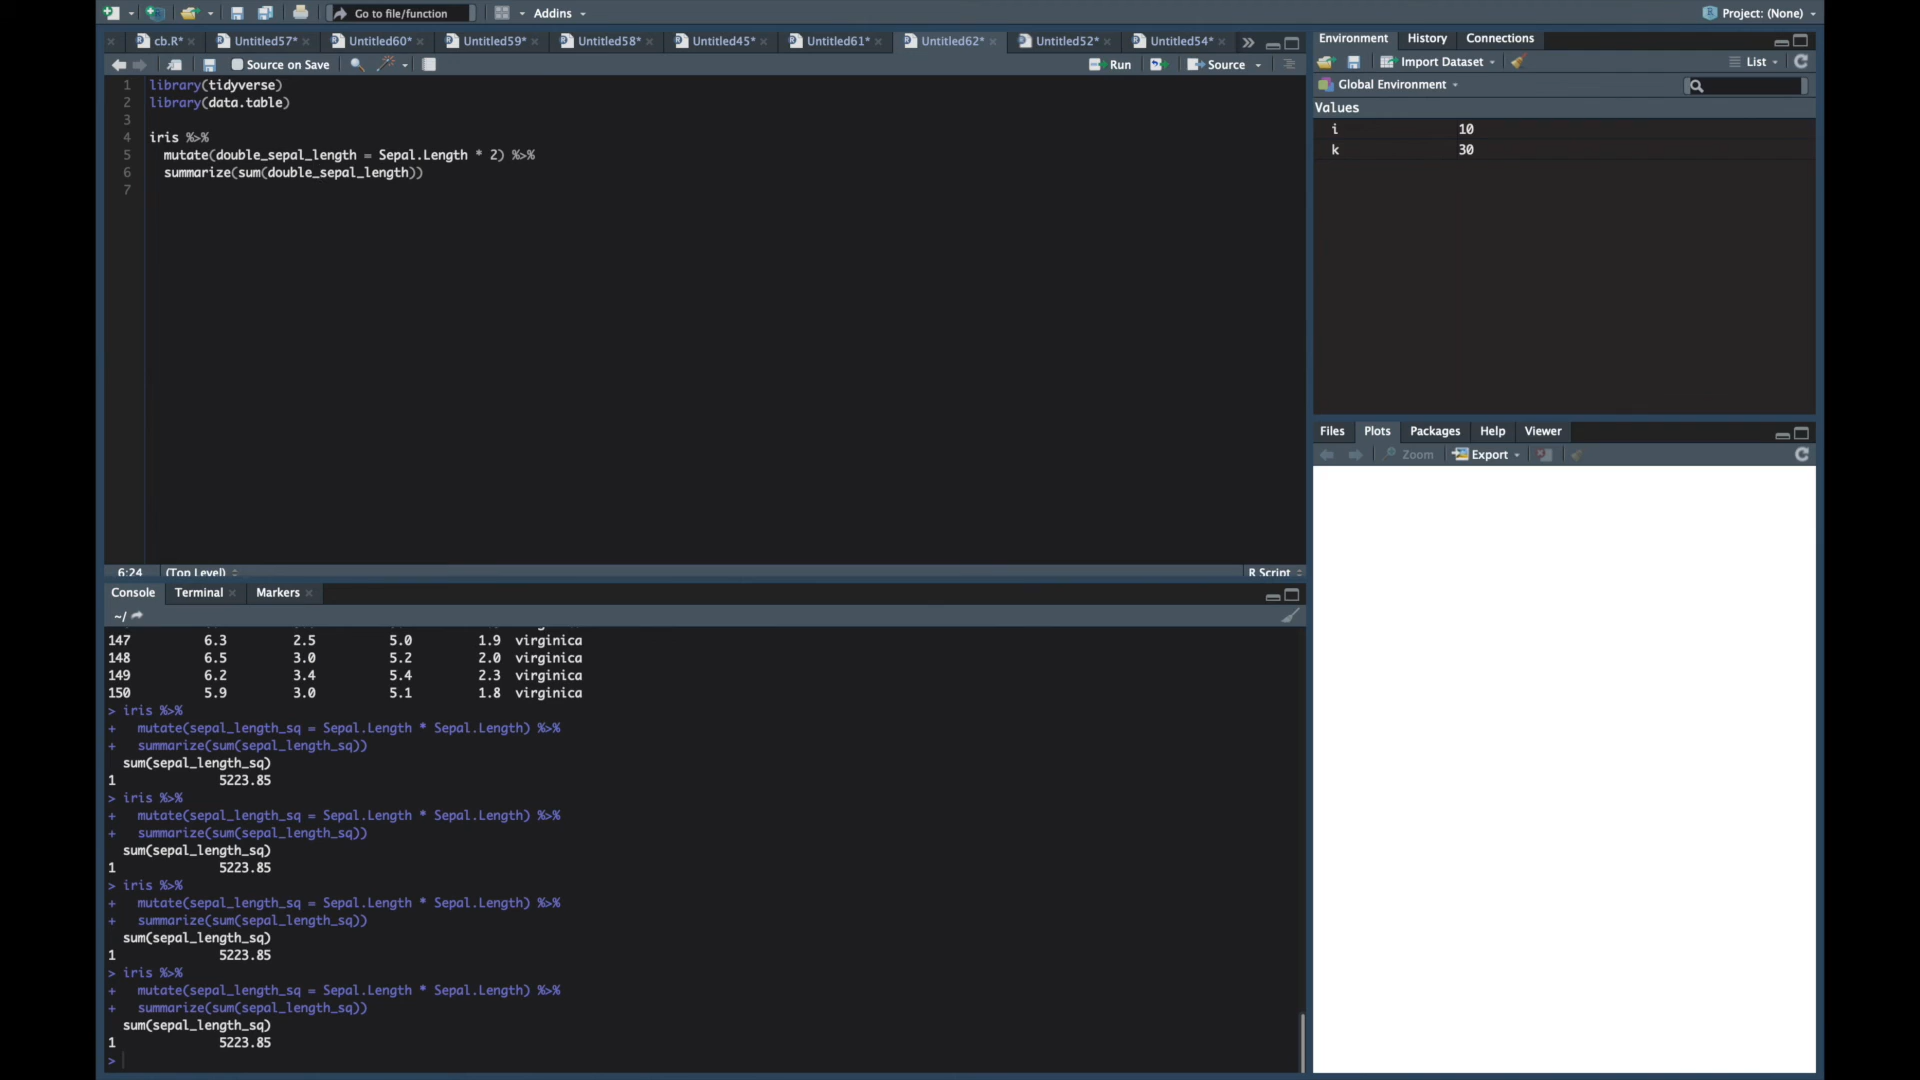 Go to file/function
Addins
Project: (None)
cb.R*
Untitled57*
Untitled60*
Untitled59*
Untitled58*
Untitled45*
Untitled61*
Untitled62*
Untitled52*
Untitled54*
Source on Save
Run
Source
1 library(tidyverse)
2 library(data.table)
3
4 iris %>%
5 mutate(double_sepal_length = Sepal.Length * 2) %>%
6 summarize(sum(double_sepal_length))
7
6:24 (Top Level)
R Script
Console
Terminal
Markers
~/
147 6.3 2.5 5.0 1.9 virginica
148 6.5 3.0 5.2 2.0 virginica
149 6.2 3.4 5.4 2.3 virginica
150 5.9 3.0 5.1 1.8 virginica
> iris %>%
+ mutate(sepal_length_sq = Sepal.Length * Sepal.Length) %>%
+ summarize(sum(sepal_length_sq))
sum(sepal_length_sq)
1 5223.85
> iris %>%
+ mutate(sepal_length_sq = Sepal.Length * Sepal.Length) %>%
+ summarize(sum(sepal_length_sq))
sum(sepal_length_sq)
1 5223.85
> iris %>%
+ mutate(sepal_length_sq = Sepal.Length * Sepal.Length) %>%
+ summarize(sum(sepal_length_sq))
sum(sepal_length_sq)
1 5223.85
> iris %>%
+ mutate(sepal_length_sq = Sepal.Length * Sepal.Length) %>%
+ summarize(sum(sepal_length_sq))
sum(sepal_length_sq)
1 5223.85
>
Environment
History
Connections
Import Dataset
List
Global Environment
Values
i 10
k 30
Files
Plots
Packages
Help
Viewer
Zoom
Export